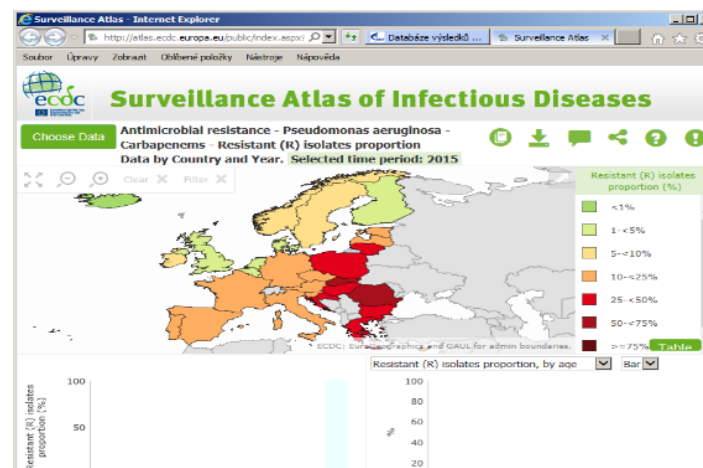 Surveillance Atlas - Internet Explorer
http://atlas.ecdc.europa.eu/public/index.aspx
Databáze výsledků ...
Surveillance Atlas
Soubor Úpravy Zobrazit Oblíbené položky Nástroje Nápověda
ecdc
Surveillance Atlas of Infectious Diseases
Choose Data
Antimicrobial resistance - Pseudomonas aeruginosa -
Carbapenems - Resistant (R) isolates proportion
Data by Country and Year. Selected time period: 2015
Clear Filter
Resistant (R) isolates
proportion (%)
<1%
1-<5%
5-<10%
10-<25%
25-<50%
50-<75%
>=75%
Table
ECDC; EuroGeographics and GAUL for admin boundaries.
Resistant (R) isolates proportion, by age
Bar
Resistant (R) isolates
proportion (%)
100
50
%
100
80
60
40
20